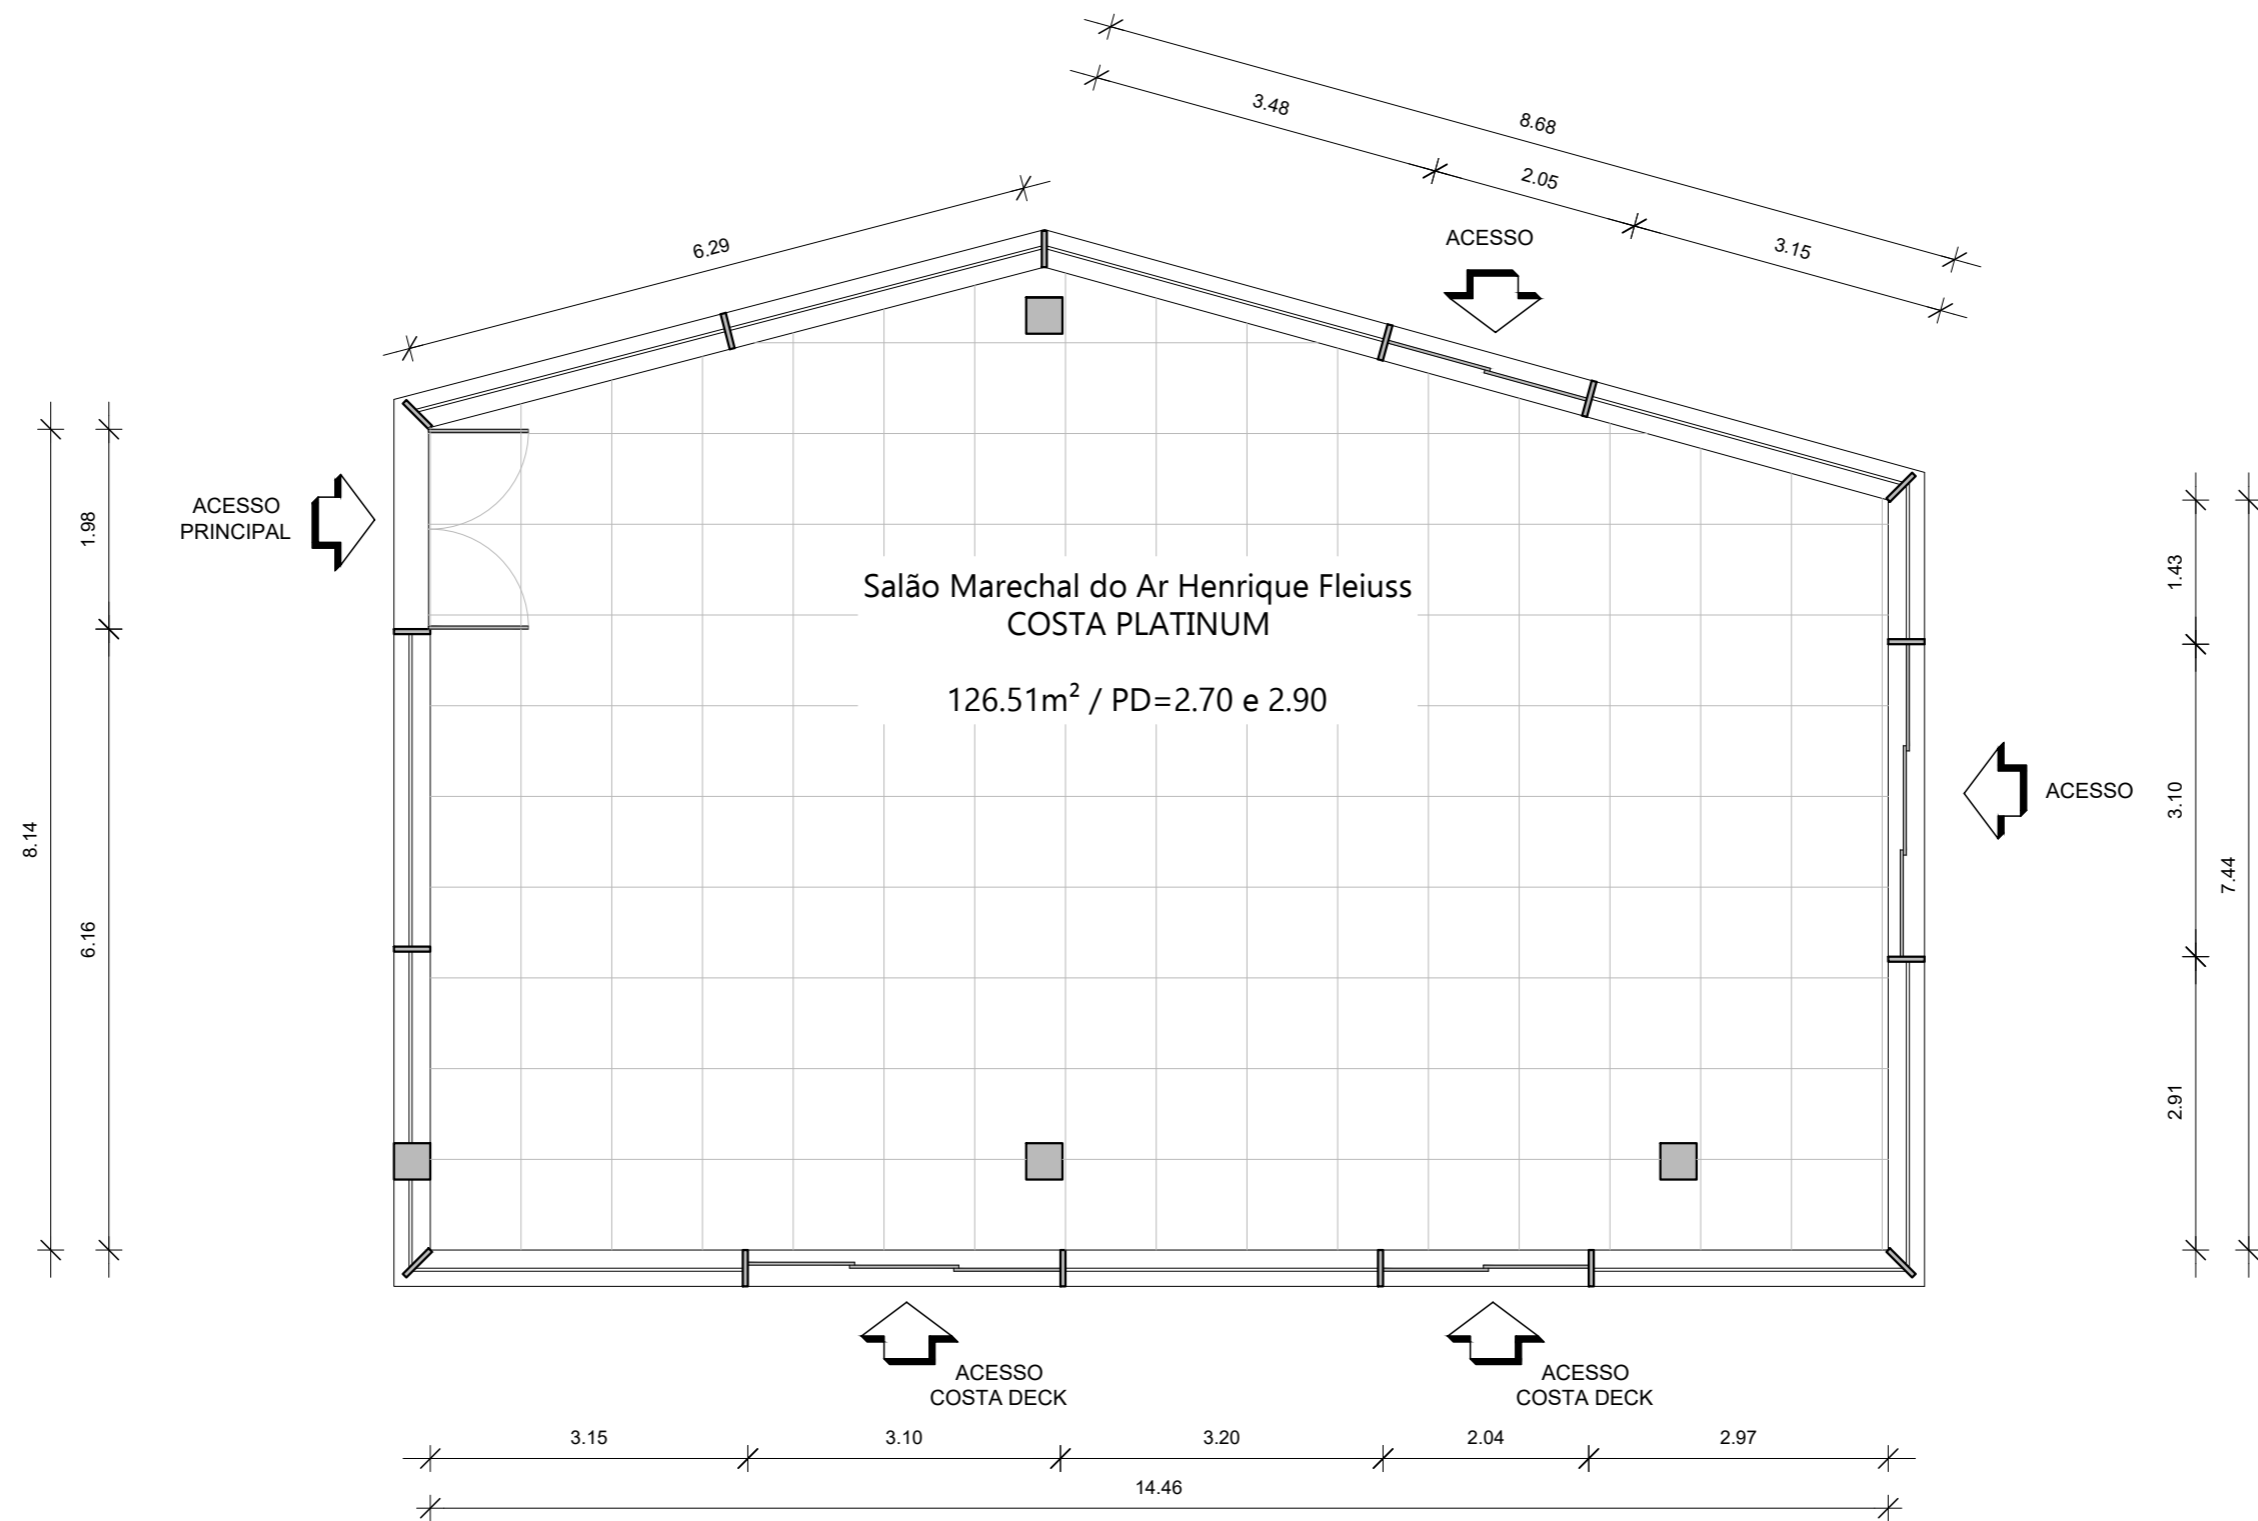 3.48
8.68
2.05
3.15
6.29
ACESSO
ACESSO
PRINCIPAL
1.98
8.14
6.16
Salão Marechal do Ar Henrique Fleiuss
COSTA PLATINUM
126.51m² / PD=2.70 e 2.90
1.43
3.10
ACESSO
7.44
2.91
ACESSO
COSTA DECK
ACESSO
COSTA DECK
3.15
3.10
3.20
2.04
2.97
14.46